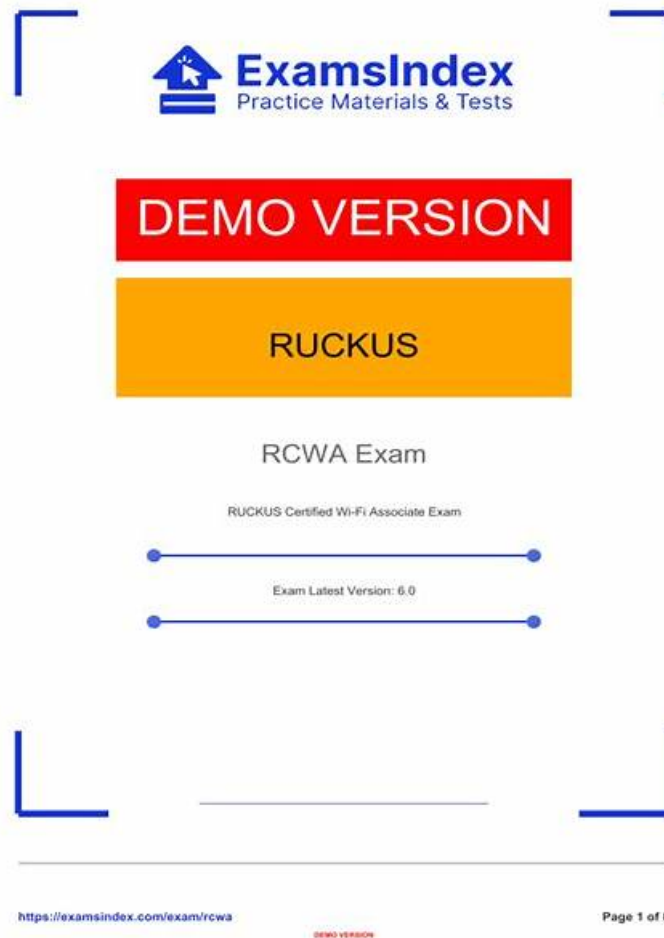 ExamsIndex
Practice Materials & Tests
DEMO VERSION
RUCKUS
RCWA Exam
RUCKUS Certified Wi-Fi Associate Exam
Exam Latest Version: 6.0
https://examsindex.com/exam/rcwa
Page 1 of
DEMO VERSION